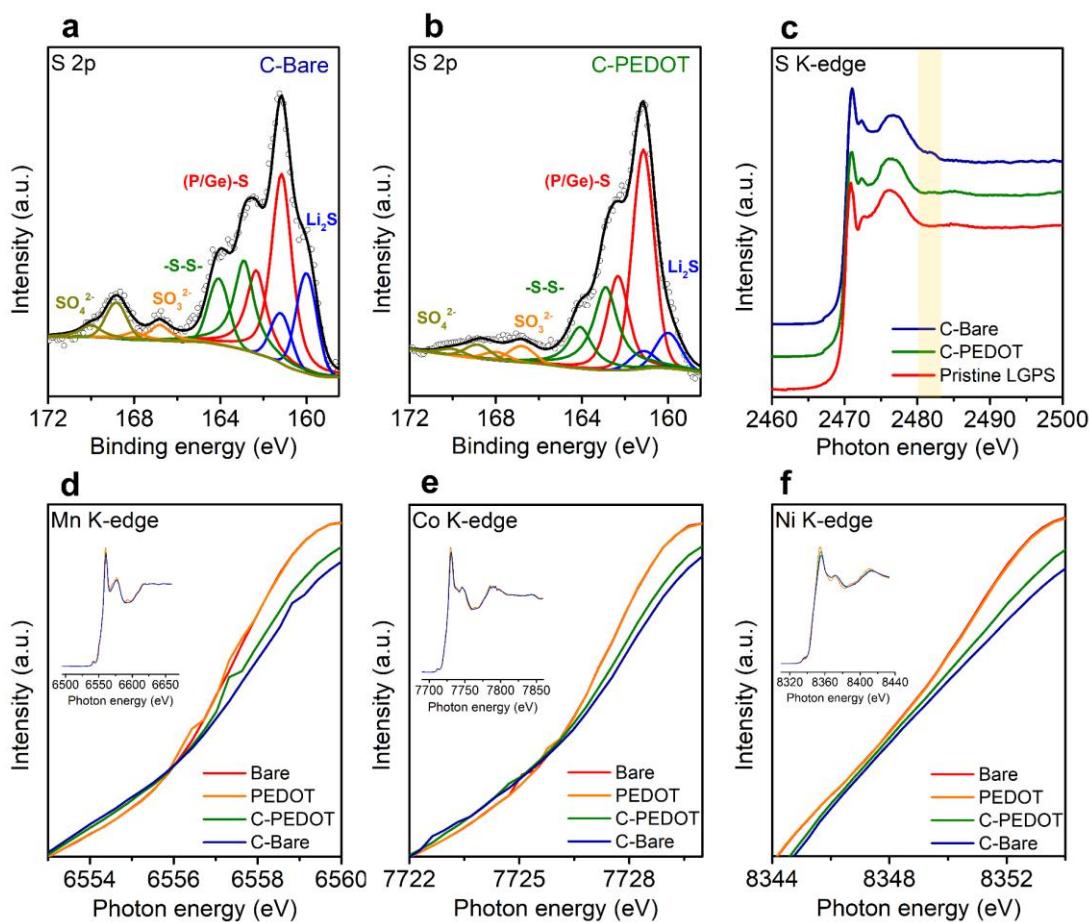 a
S 2p
C-Bare
(P/Ge)-S
Li₂S
-S-S-
SO₄²⁻
SO₃²⁻
Intensity (a.u.)
172 168 164 160
Binding energy (eV)
b
S 2p
C-PEDOT
(P/Ge)-S
Li₂S
-S-S-
SO₄²⁻
SO₃²⁻
Intensity (a.u.)
172 168 164 160
Binding energy (eV)
c
S K-edge
C-Bare
C-PEDOT
Pristine LGPS
Intensity (a.u.)
2460 2470 2480 2490 2500
Photon energy (eV)
d
Mn K-edge
6500 6550 6600 6650
Photon energy (eV)
Bare
PEDOT
C-PEDOT
C-Bare
Intensity (a.u.)
6554 6556 6558 6560
Photon energy (eV)
e
Co K-edge
7700 7750 7800 7850
Photon energy (eV)
Bare
PEDOT
C-PEDOT
C-Bare
Intensity (a.u.)
7722 7725 7728
Photon energy (eV)
f
Ni K-edge
8320 8360 8400 8440
Photon energy (eV)
Bare
PEDOT
C-PEDOT
C-Bare
Intensity (a.u.)
8344 8348 8352
Photon energy (eV)